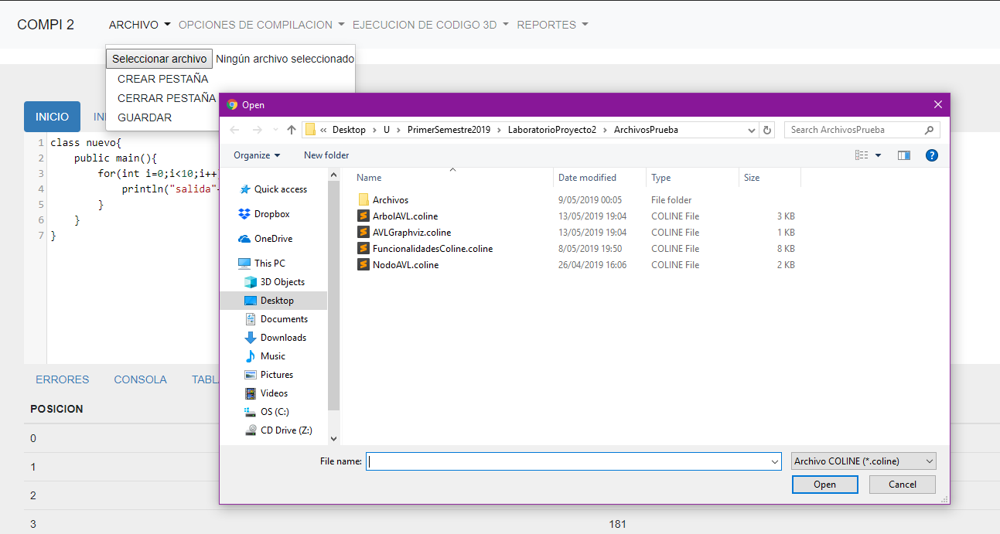 COMPI 2 ARCHIVO OPCIONES DE COMPILACION EJECUCION DE CODIGO 3D REPORTES
Seleccionar archivo Ningún archivo seleccionado
CREAR PESTAÑA
CERRAR PESTAÑA
GUARDAR
INICIO
1 class nuevo{
2 public main(){
3 for(int i=0;i<10;i++
4 println("salida"
5 }
6 }
7 }
ERRORES CONSOLA
POSICION
0
1
2
3 181
Open
« Desktop › U › PrimerSemestre2019 › LaboratorioProyecto2 › ArchivosPrueba
Search ArchivosPrueba
Organize New folder
Quick access
Dropbox
OneDrive
This PC
3D Objects
Desktop
Documents
Downloads
Music
Pictures
Videos
OS (C:)
CD Drive (Z:)
Name Date modified Type Size
Archivos 9/05/2019 00:05 File folder
ArbolAVL.coline 13/05/2019 19:04 COLINE File 3 KB
AVLGraphviz.coline 13/05/2019 19:04 COLINE File 1 KB
FuncionalidadesColine.coline 8/05/2019 19:50 COLINE File 8 KB
NodoAVL.coline 26/04/2019 16:06 COLINE File 2 KB
File name: Archivo COLINE (*.coline)
Open Cancel